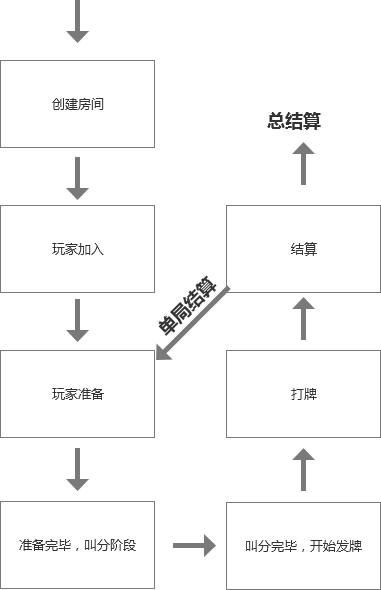 创建房间
玩家加入
玩家准备
准备完毕，叫分阶段
叫分完毕，开始发牌
打牌
结算
单局结算
总结算